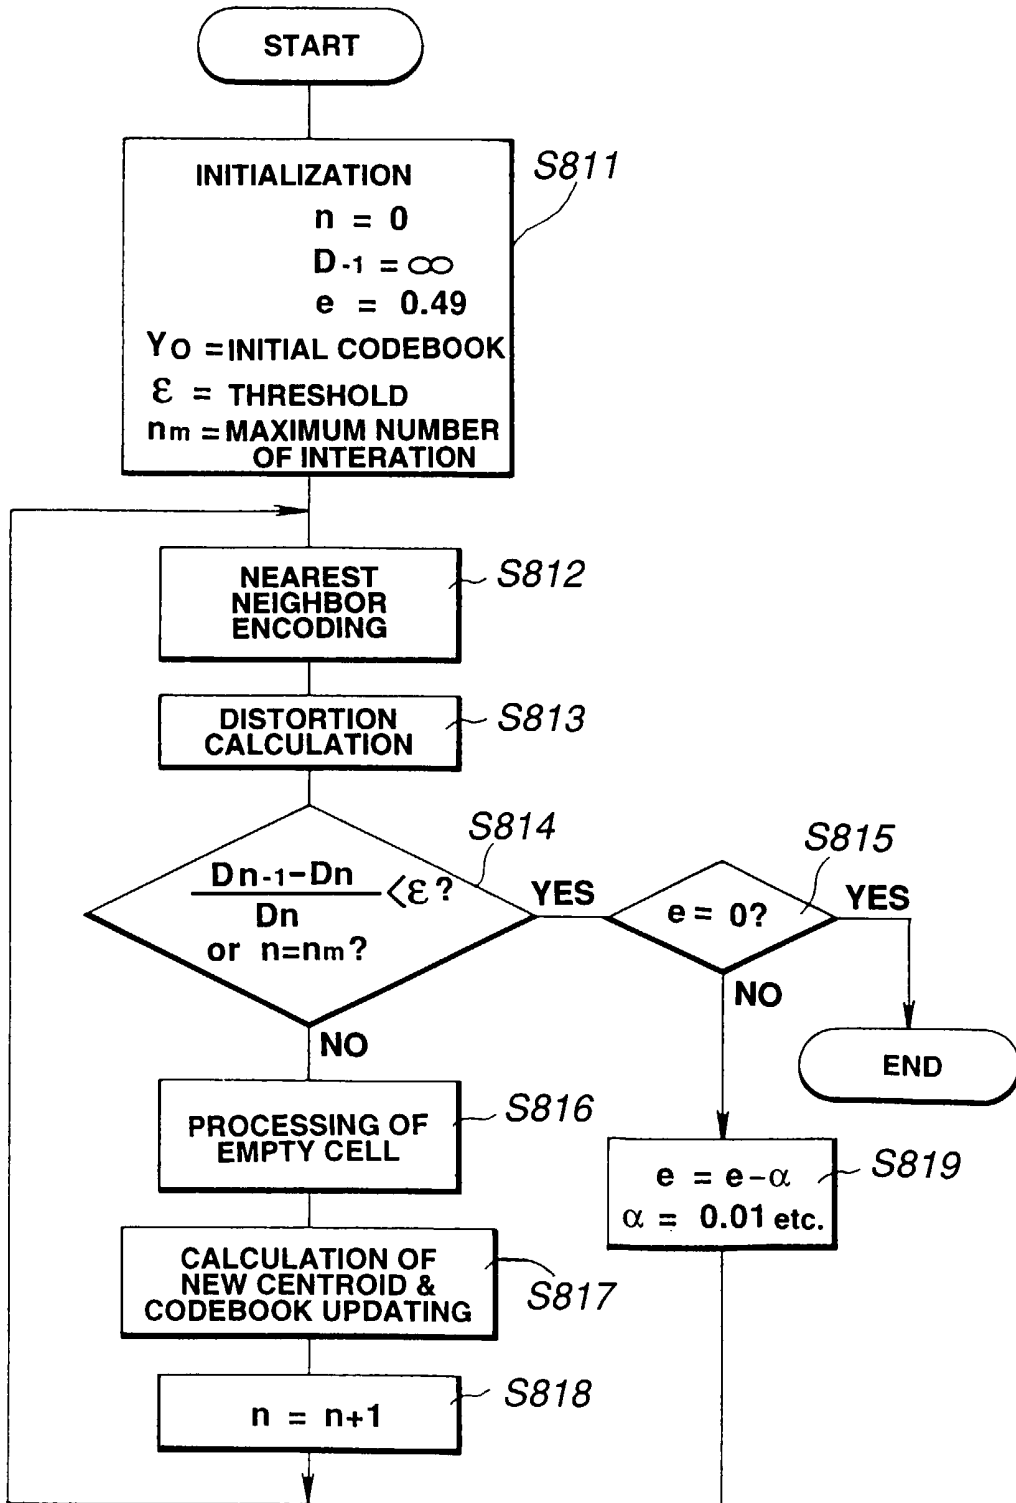 START
INITIALIZATION
n = 0
D-1 = ∞
e = 0.49
Yo = INITIAL CODEBOOK
ε = THRESHOLD
nm = MAXIMUM NUMBER
OF INTERATION
S811
NEAREST
NEIGHBOR
ENCODING
S812
DISTORTION
CALCULATION
S813
Dn-1-Dn
Dn
<ε?
or n=nm?
S814
YES
NO
e = 0?
S815
YES
NO
END
PROCESSING OF
EMPTY CELL
S816
e = e-α
α = 0.01 etc.
S819
CALCULATION OF
NEW CENTROID &
CODEBOOK UPDATING
S817
n = n+1
S818